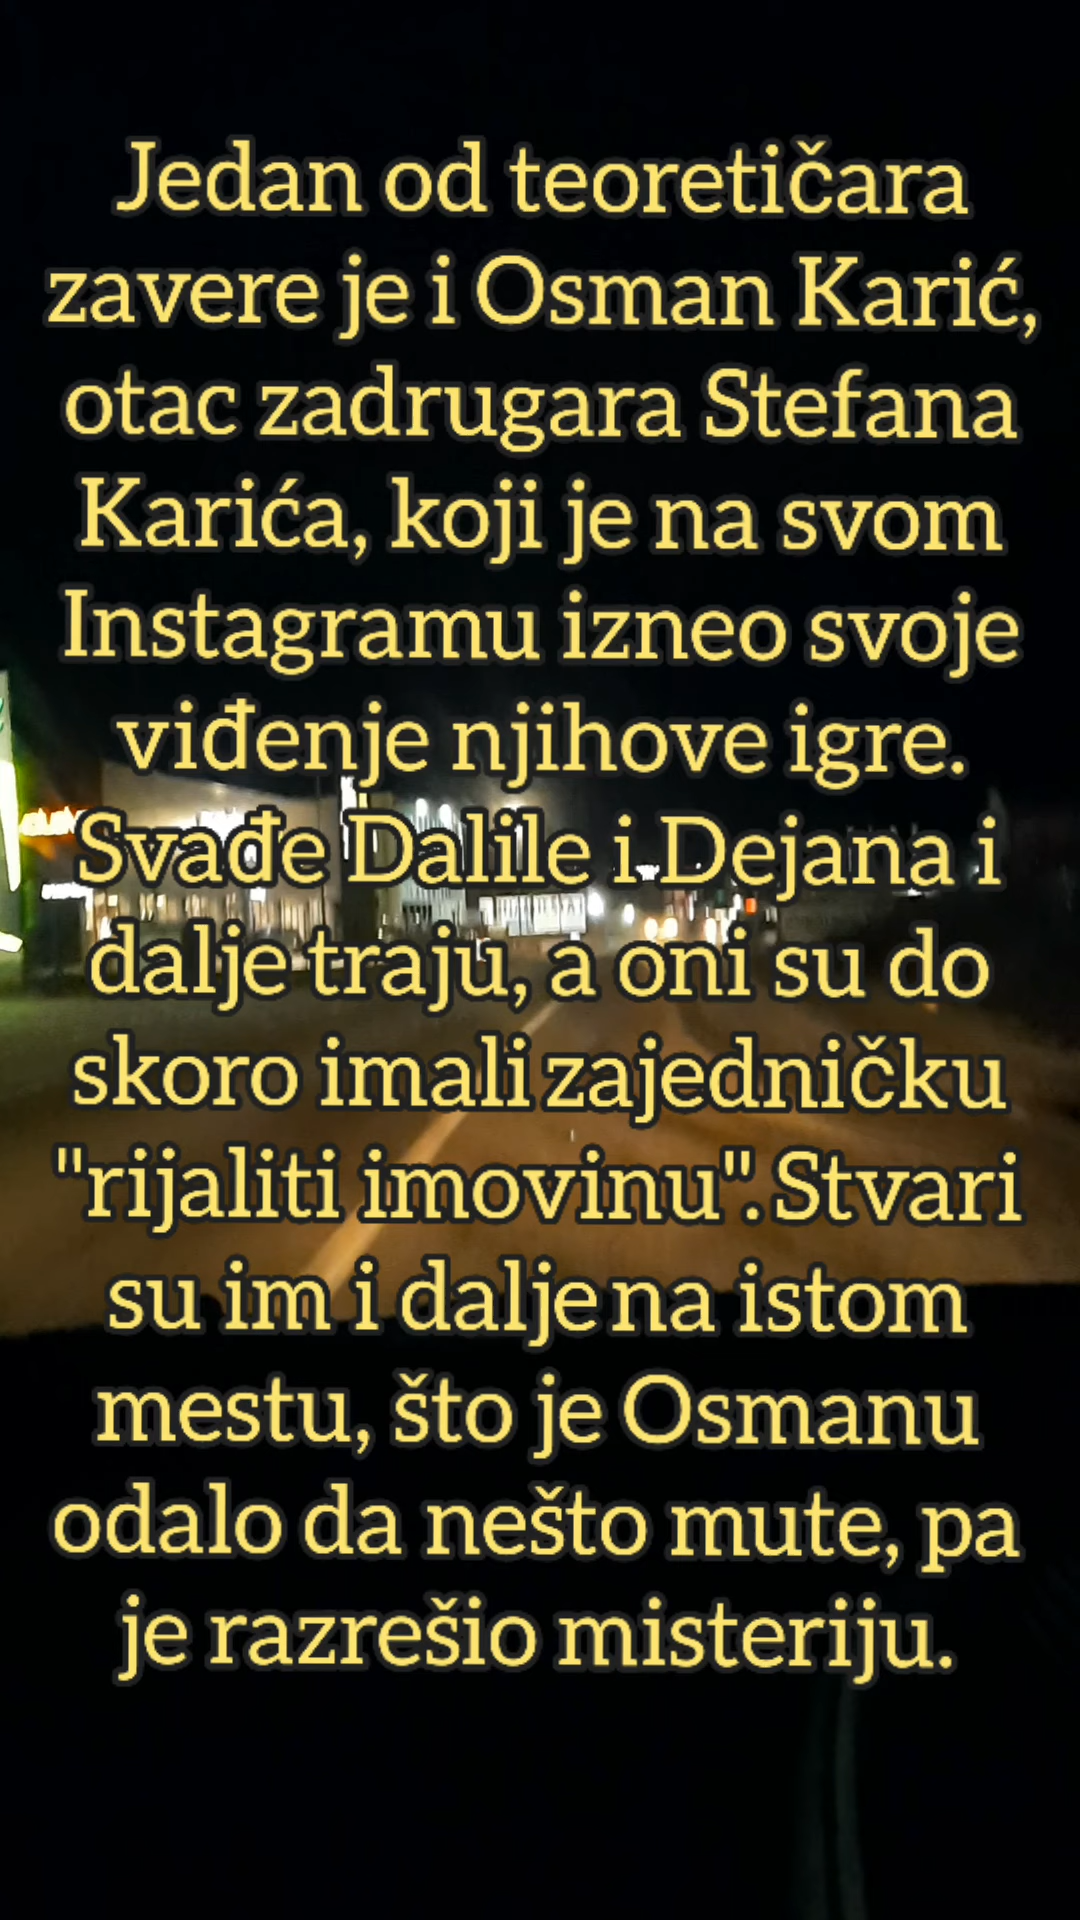 Jedan od teoretičara
zavere je i Osman Karić,
otac zadrugara Stefana
Karića, koji je na svom
Instagramu izneo svoje
viđenje njihove igre.
Svađe Dalile i Dejana i
dalje traju, a oni su do
skoro imali zajedničku
"rijaliti imovinu".Stvari
su im i dalje na istom
mestu, što je Osmanu
odalo da nešto mute, pa
je razrešio misteriju.